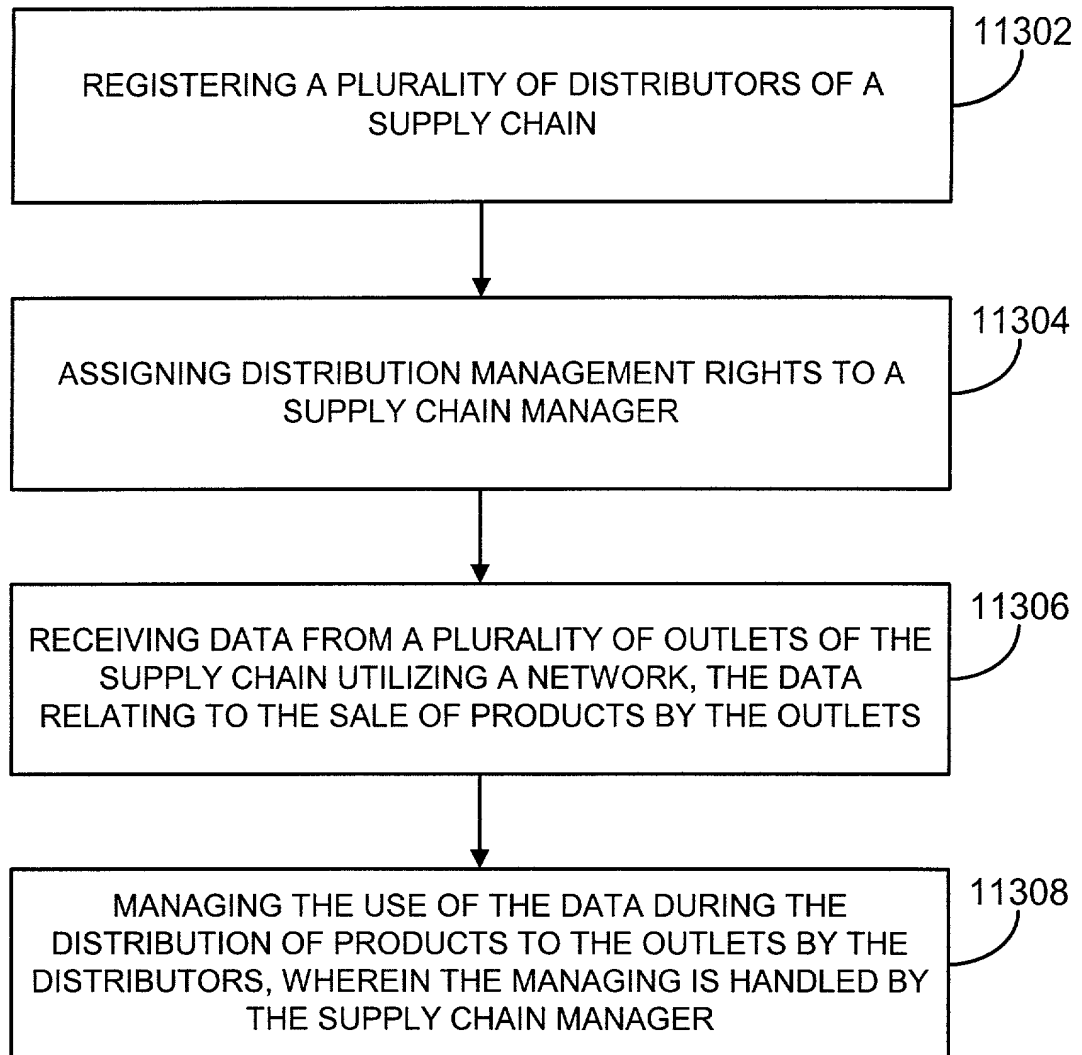 11302
REGISTERING A PLURALITY OF DISTRIBUTORS OF A
SUPPLY CHAIN
11304
ASSIGNING DISTRIBUTION MANAGEMENT RIGHTS TO A
SUPPLY CHAIN MANAGER
11306
RECEIVING DATA FROM A PLURALITY OF OUTLETS OF THE
SUPPLY CHAIN UTILIZING A NETWORK, THE DATA
RELATING TO THE SALE OF PRODUCTS BY THE OUTLETS
11308
MANAGING THE USE OF THE DATA DURING THE
DISTRIBUTION OF PRODUCTS TO THE OUTLETS BY THE
DISTRIBUTORS, WHEREIN THE MANAGING IS HANDLED BY
THE SUPPLY CHAIN MANAGER